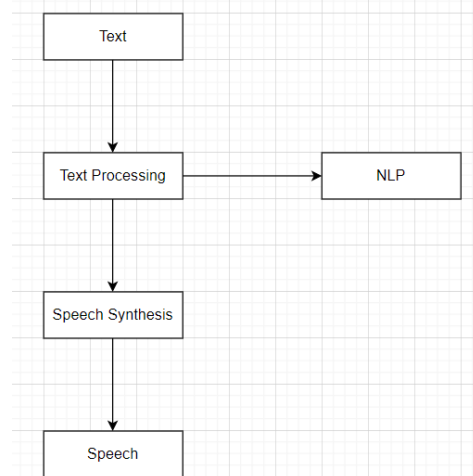 Text
Text Processing
NLP
Speech Synthesis
Speech